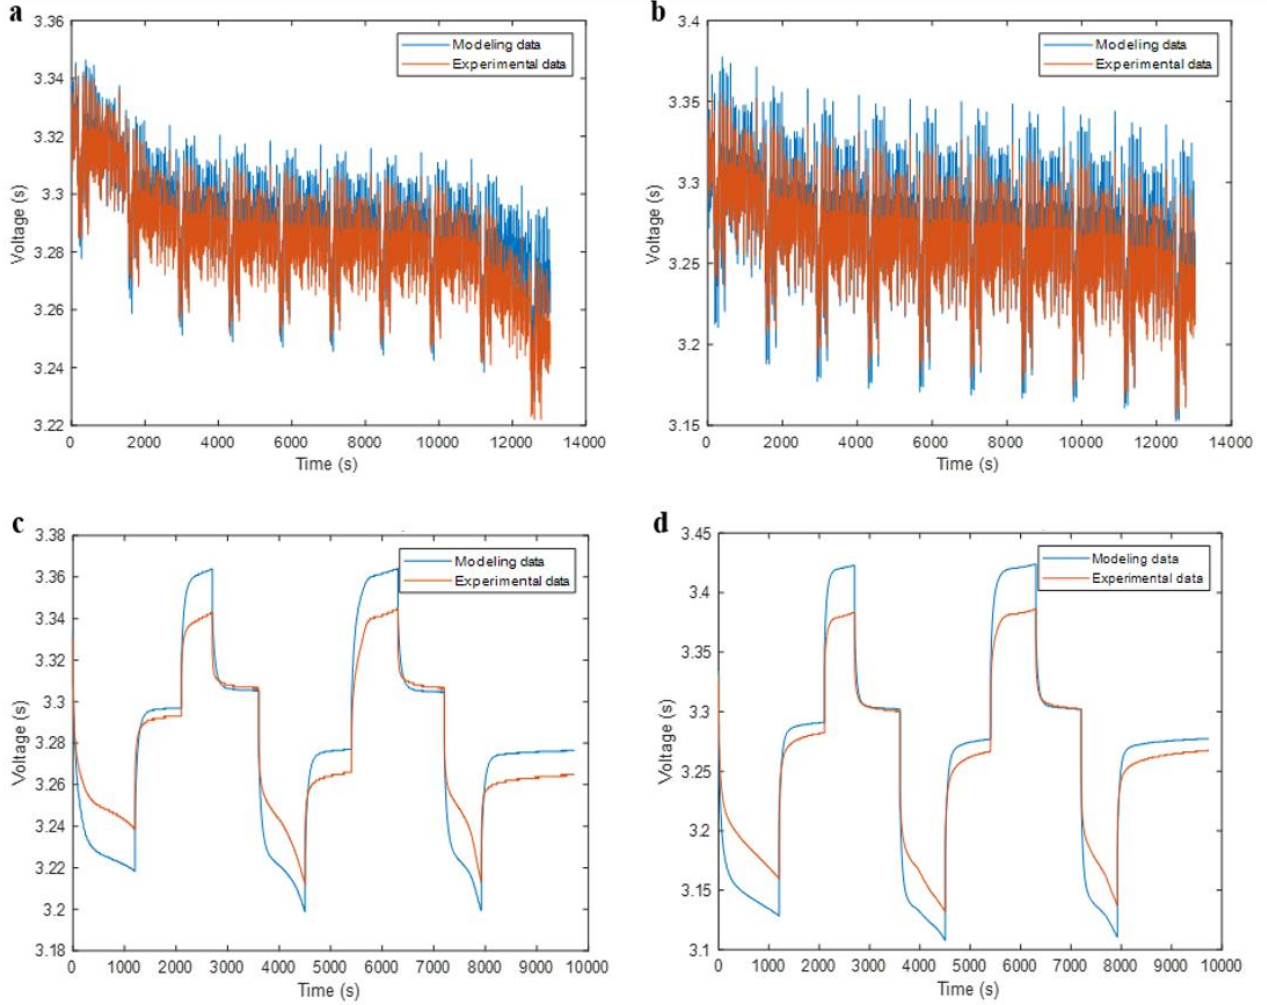 a
3.36
3.34
3.32
3.3
3.28
3.26
3.24
3.22
Voltage (s)
0 2000 4000 6000 8000 10000 12000 14000
Time (s)
Modeling data
Experimental data
b
3.4
3.35
3.3
3.25
3.2
3.15
Voltage (s)
0 2000 4000 6000 8000 10000 12000 14000
Time (s)
Modeling data
Experimental data
c
3.38
3.36
3.34
3.32
3.3
3.28
3.26
3.24
3.22
3.2
3.18
Voltage (s)
0 1000 2000 3000 4000 5000 6000 7000 8000 9000 10000
Time (s)
Modeling data
Experimental data
d
3.45
3.4
3.35
3.3
3.25
3.2
3.15
3.1
Voltage (s)
0 1000 2000 3000 4000 5000 6000 7000 8000 9000 10000
Time (s)
Modeling data
Experimental data